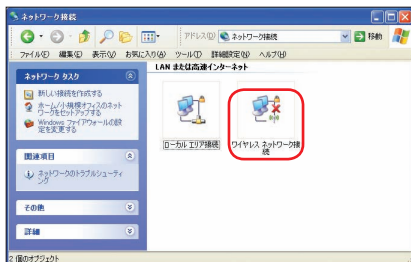 ネットワーク接続
ファイル(F) 編集(E) 表示(V) お気に入り(A) ツール(T) 詳細設定(N) ヘルプ(H)
アドレス(D) ネットワーク接続 移動
ネットワーク タスク
新しい接続を作成する
ホーム/小規模オフィスのネット
ワークをセットアップする
Windows ファイアウォールの設
定を変更する
関連項目
ネットワークのトラブルシューティ
ング
その他
詳細
LAN または高速インターネット
ローカル エリア接続
ワイヤレス ネットワーク接
続
2 個のオブジェクト